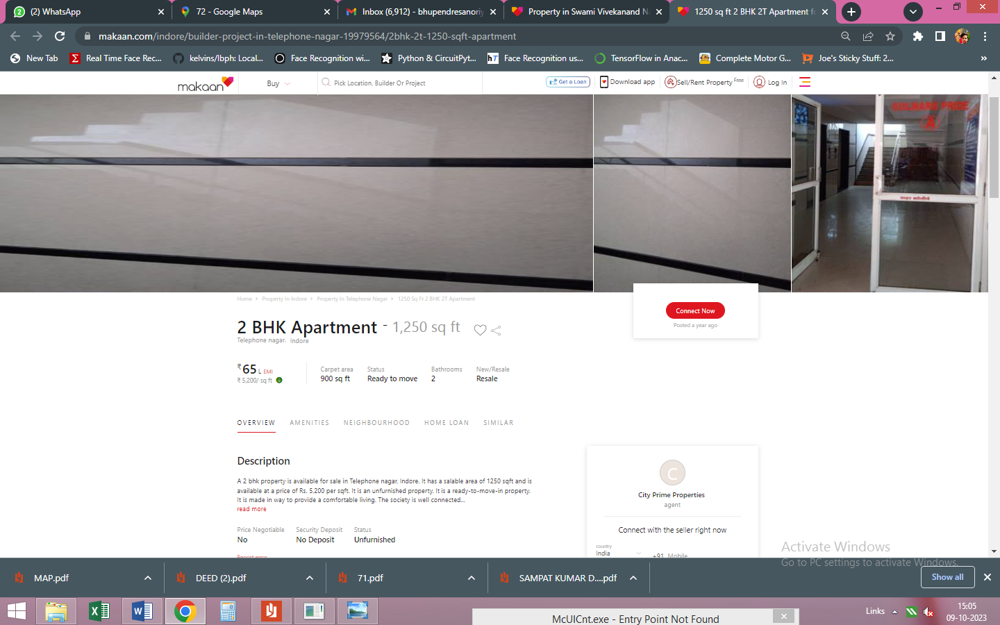 (2) WhatsApp
72 - Google Maps
Inbox (6,912) - bhupendresanoriy
Property in Swami Vivekanand N
1250 sq ft 2 BHK 2T Apartment fo
makaan.com/indore/builder-project-in-telephone-nagar-19979564/2bhk-2t-1250-sqft-apartment
New Tab
Real Time Face Rec...
kelvins/lbph: Local...
Face Recognition wi...
Python & CircuitPyt...
hT Face Recognition us...
TensorFlow in Anac...
Complete Motor G...
Joe's Sticky Stuff: 2...
»
makaan
Buy
Pick Location, Builder Or Project
Get a Loan
Download app
Sell/Rent Property Free
Log In
GULMARG PRIDE
A
Home > Property In Indore > Property In Telephone Nagar > 1250 Sq Ft 2 BHK 2T Apartment
Connect Now
Posted a year ago
2 BHK Apartment - 1,250 sq ft
Telephone nagar, Indore
₹ 65 L EMI
₹ 5,200/ sq ft
Carpet area
900 sq ft
Status
Ready to move
Bathrooms
2
New/Resale
Resale
OVERVIEW AMENITIES NEIGHBOURHOOD HOME LOAN SIMILAR
Description
A 2 bhk property is available for sale in Telephone nagar, Indore. It has a salable area of 1250 sqft and is
available at a price of Rs. 5,200 per sqft. It is an unfurnished property. It is a ready-to-move-in property.
It is made in way to provide a comfortable living. The society is well connected...
read more
Price Negotiable
No
Security Deposit
No Deposit
Status
Unfurnished
Report error
C
City Prime Properties
agent
Connect with the seller right now
country
India
+91 Mobile
Activate Windows
Go to PC settings to activate Windows.
MAP.pdf
DEED (2).pdf
71.pdf
SAMPAT KUMAR D....pdf
Show all
McUICnt.exe - Entry Point Not Found
Links
15:05
09-10-2023